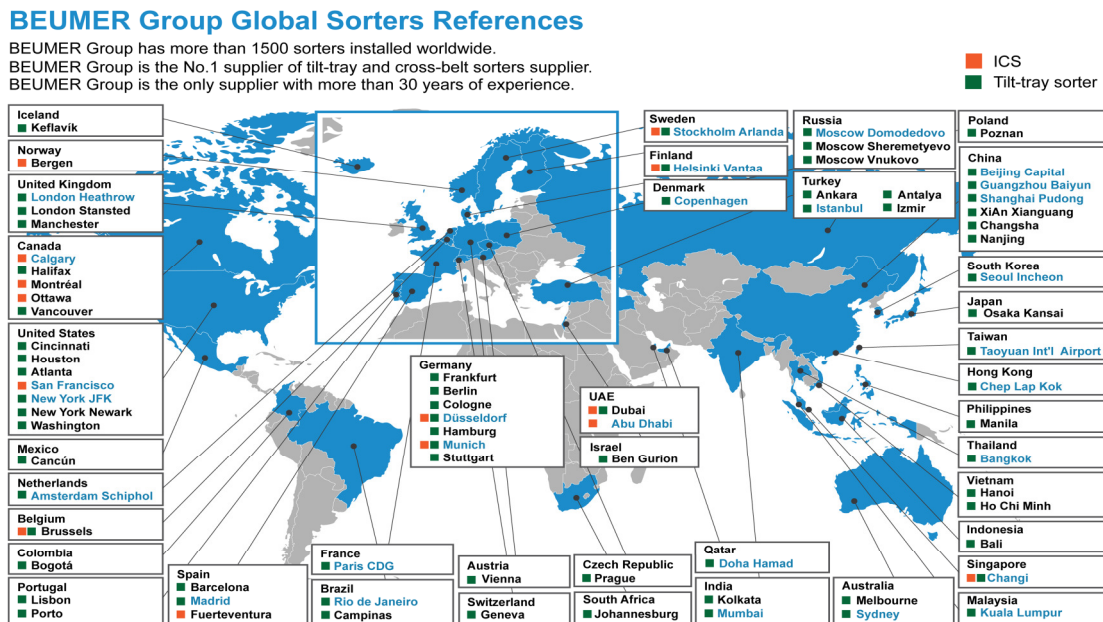 BEUMER Group Global Sorters References
BEUMER Group has more than 1500 sorters installed worldwide.
BEUMER Group is the No.1 supplier of tilt-tray and cross-belt sorters supplier.
BEUMER Group is the only supplier with more than 30 years of experience.
ICS
Tilt-tray sorter
Iceland
Keflavík
Norway
Bergen
United Kingdom
London Heathrow
London Stansted
Manchester
Canada
Calgary
Halifax
Montréal
Ottawa
Vancouver
United States
Cincinnati
Houston
Atlanta
San Francisco
New York JFK
New York Newark
Washington
Mexico
Cancún
Netherlands
Amsterdam Schiphol
Belgium
Brussels
Colombia
Bogotá
Portugal
Lisbon
Porto
Spain
Barcelona
Madrid
Fuerteventura
France
Paris CDG
Brazil
Rio de Janeiro
Campinas
Germany
Frankfurt
Berlin
Cologne
Düsseldorf
Hamburg
Munich
Stuttgart
Austria
Vienna
Switzerland
Geneva
Czech Republic
Prague
South Africa
Johannesburg
UAE
Dubai
Abu Dhabi
Israel
Ben Gurion
Qatar
Doha Hamad
India
Kolkata
Mumbai
Sweden
Stockholm Arlanda
Finland
Helsinki Vantaa
Denmark
Copenhagen
Russia
Moscow Domodedovo
Moscow Sheremetyevo
Moscow Vnukovo
Turkey
Ankara Antalya
Istanbul Izmir
Poland
Poznan
China
Beijing Capital
Guangzhou Baiyun
Shanghai Pudong
XiAn Xianguang
Changsha
Nanjing
South Korea
Seoul Incheon
Japan
Osaka Kansai
Taiwan
Taoyuan Int'l Airport
Hong Kong
Chep Lap Kok
Philippines
Manila
Thailand
Bangkok
Vietnam
Hanoi
Ho Chi Minh
Indonesia
Bali
Singapore
Changi
Malaysia
Kuala Lumpur
Australia
Melbourne
Sydney